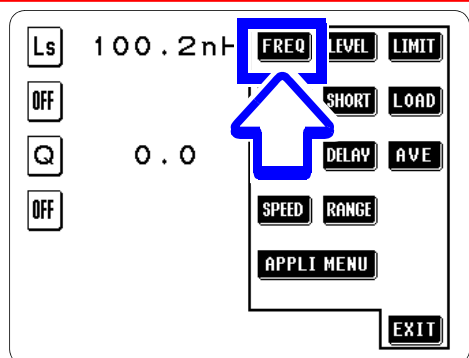 Ls 100.2nH FREQ LEVEL LIMIT
OFF SHORT LOAD
Q 0.0 DELAY AVE
OFF SPEED RANGE
APPLI MENU
EXIT